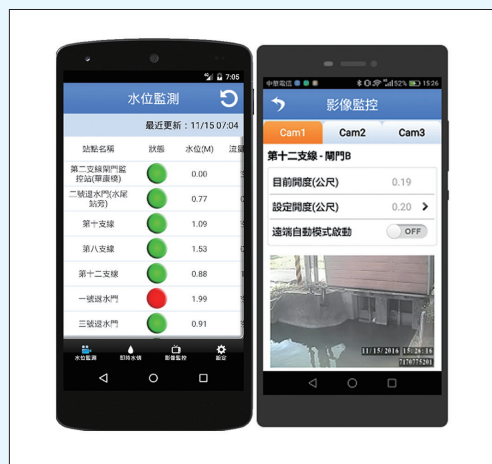 7:05
水位監測
最近更新：11/15 07:04
站點名稱 狀態 水位(M) 流量
第二支線閘門監
控站(華廉橋) 0.00
二號退水門(水尾
站旁) 0.77
第十支線 1.09
第八支線 1.53
第十二支線 0.88
一號退水門 1.99
三號退水門 0.91
水位監測 即時水情 影像監控 設定
中華電信 52% 15:26
影像監控
Cam1 Cam2 Cam3
第十二支線 - 閘門B
目前開度(公尺) 0.19
設定開度(公尺) 0.20
遠端自動模式啟動 OFF
11/15/2016 15:26:16
7170775201